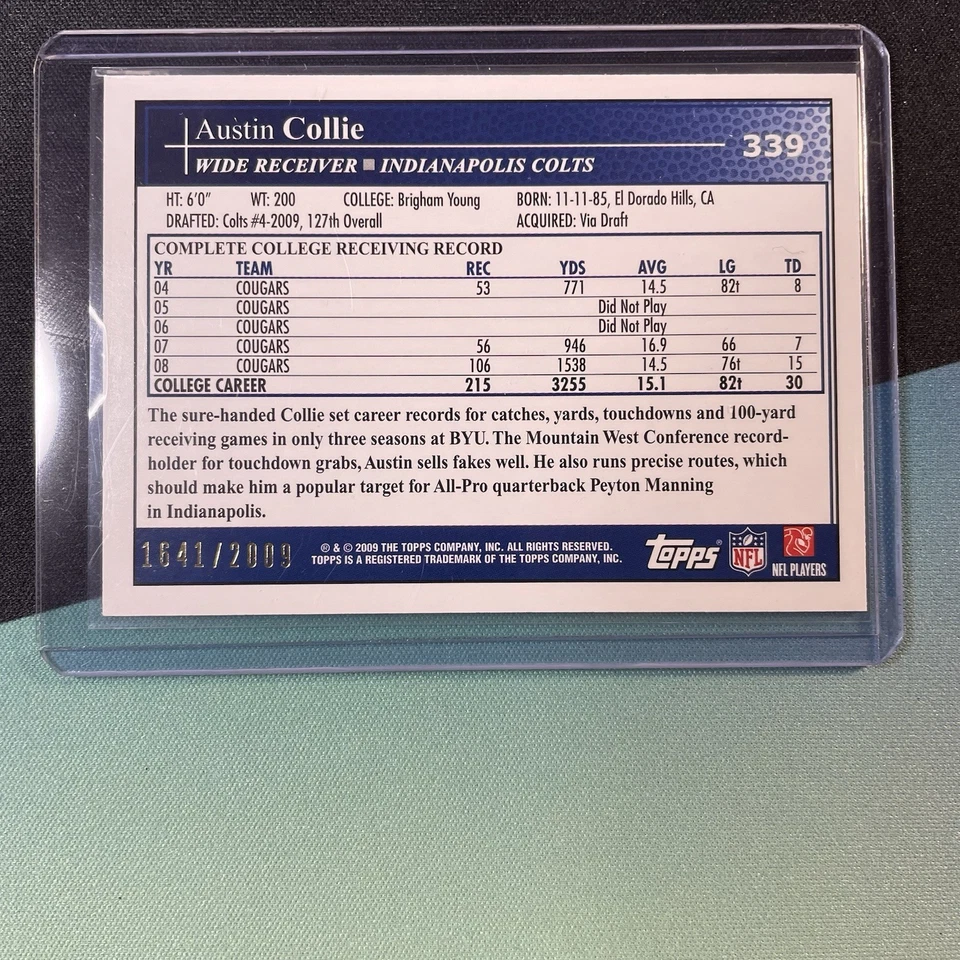 Austin Collie
339
WIDE RECEIVER ■ INDIANAPOLIS COLTS
HT: 6'0" WT: 200 COLLEGE: Brigham Young BORN: 11-11-85, El Dorado Hills, CA
DRAFTED: Colts #4-2009, 127th Overall ACQUIRED: Via Draft
COMPLETE COLLEGE RECEIVING RECORD
YR TEAM REC YDS AVG LG TD
04 COUGARS 53 771 14.5 82t 8
05 COUGARS Did Not Play
06 COUGARS Did Not Play
07 COUGARS 56 946 16.9 66 7
08 COUGARS 106 1538 14.5 76t 15
COLLEGE CAREER 215 3255 15.1 82t 30
The sure-handed Collie set career records for catches, yards, touchdowns and 100-yard
receiving games in only three seasons at BYU. The Mountain West Conference record-
holder for touchdown grabs, Austin sells fakes well. He also runs precise routes, which
should make him a popular target for All-Pro quarterback Peyton Manning
in Indianapolis.
1641/2009
® & © 2009 THE TOPPS COMPANY, INC. ALL RIGHTS RESERVED.
TOPPS IS A REGISTERED TRADEMARK OF THE TOPPS COMPANY, INC.
Topps®
NFL
NFL PLAYERS